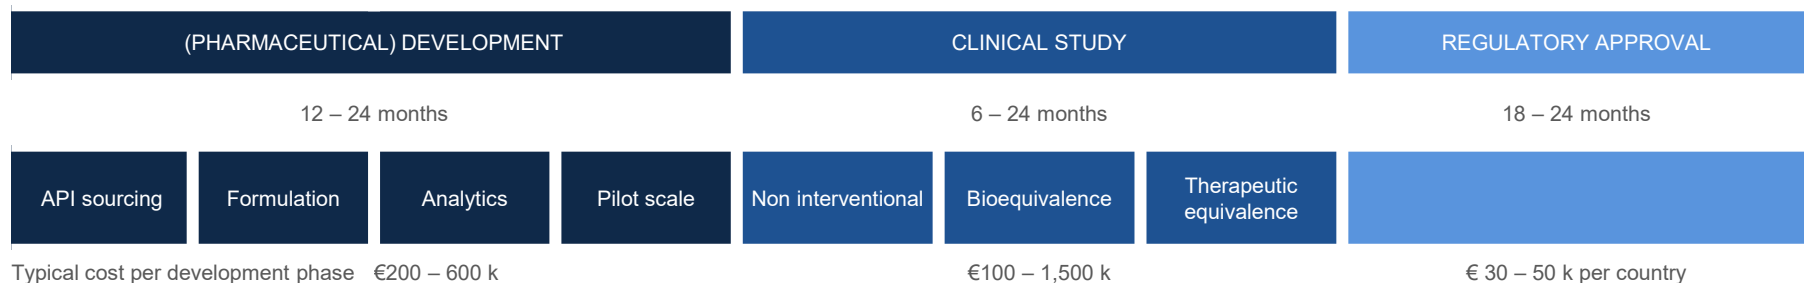 (PHARMACEUTICAL) DEVELOPMENT
CLINICAL STUDY
REGULATORY APPROVAL
12 – 24 months
6 – 24 months
18 – 24 months
API sourcing
Formulation
Analytics
Pilot scale
Non interventional
Bioequivalence
Therapeutic
equivalence
Typical cost per development phase €200 – 600 k
€100 – 1,500 k
€ 30 – 50 k per country